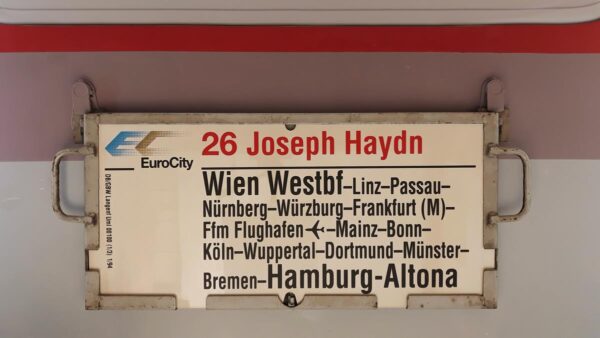 EC
EuroCity
26 Joseph Haydn
Wien Westbf–Linz–Passau–
Nürnberg–Würzburg–Frankfurt (M)–
Ffm Flughafen ✈–Mainz–Bonn–
Köln–Wuppertal–Dortmund–Münster–
Bremen–Hamburg-Altona